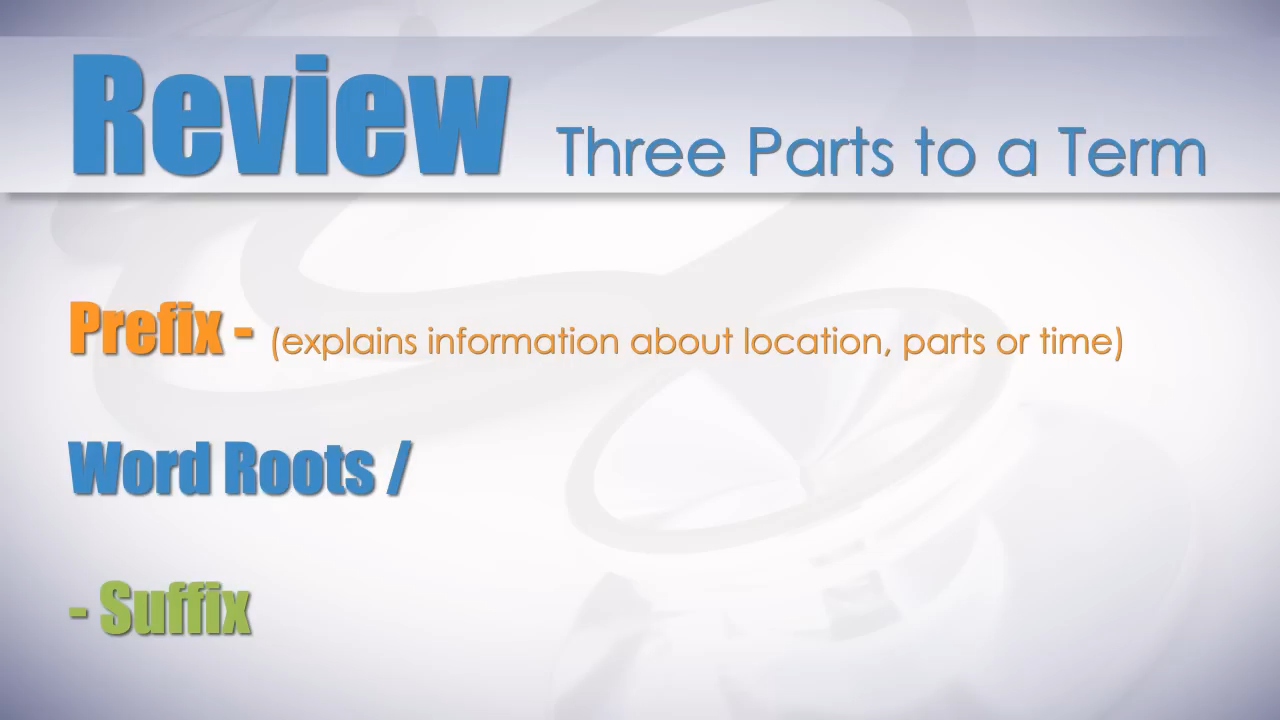 Review Three Parts to a Term
Prefix - (explains information about location, parts or time)
Word Roots /
- Suffix